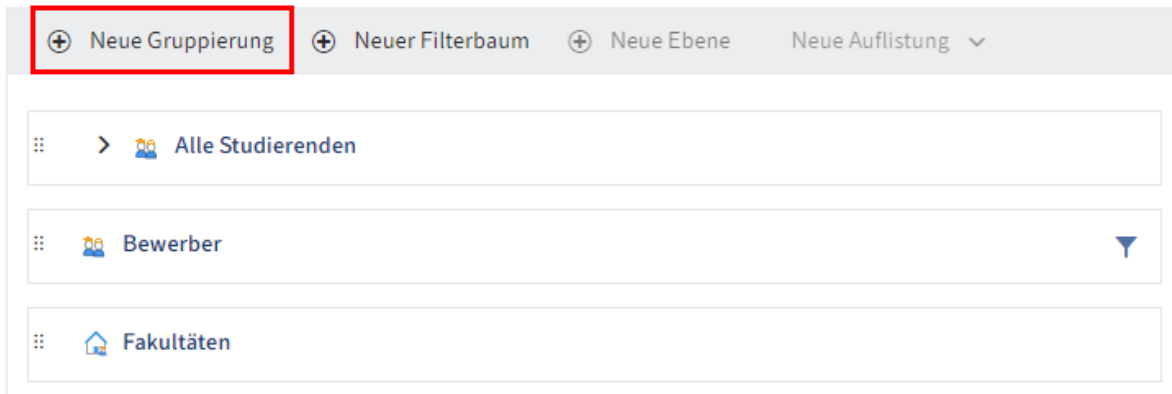 Neue Gruppierung Neuer Filterbaum Neue Ebene Neue Auflistung
Alle Studierenden
Bewerber
Fakultäten